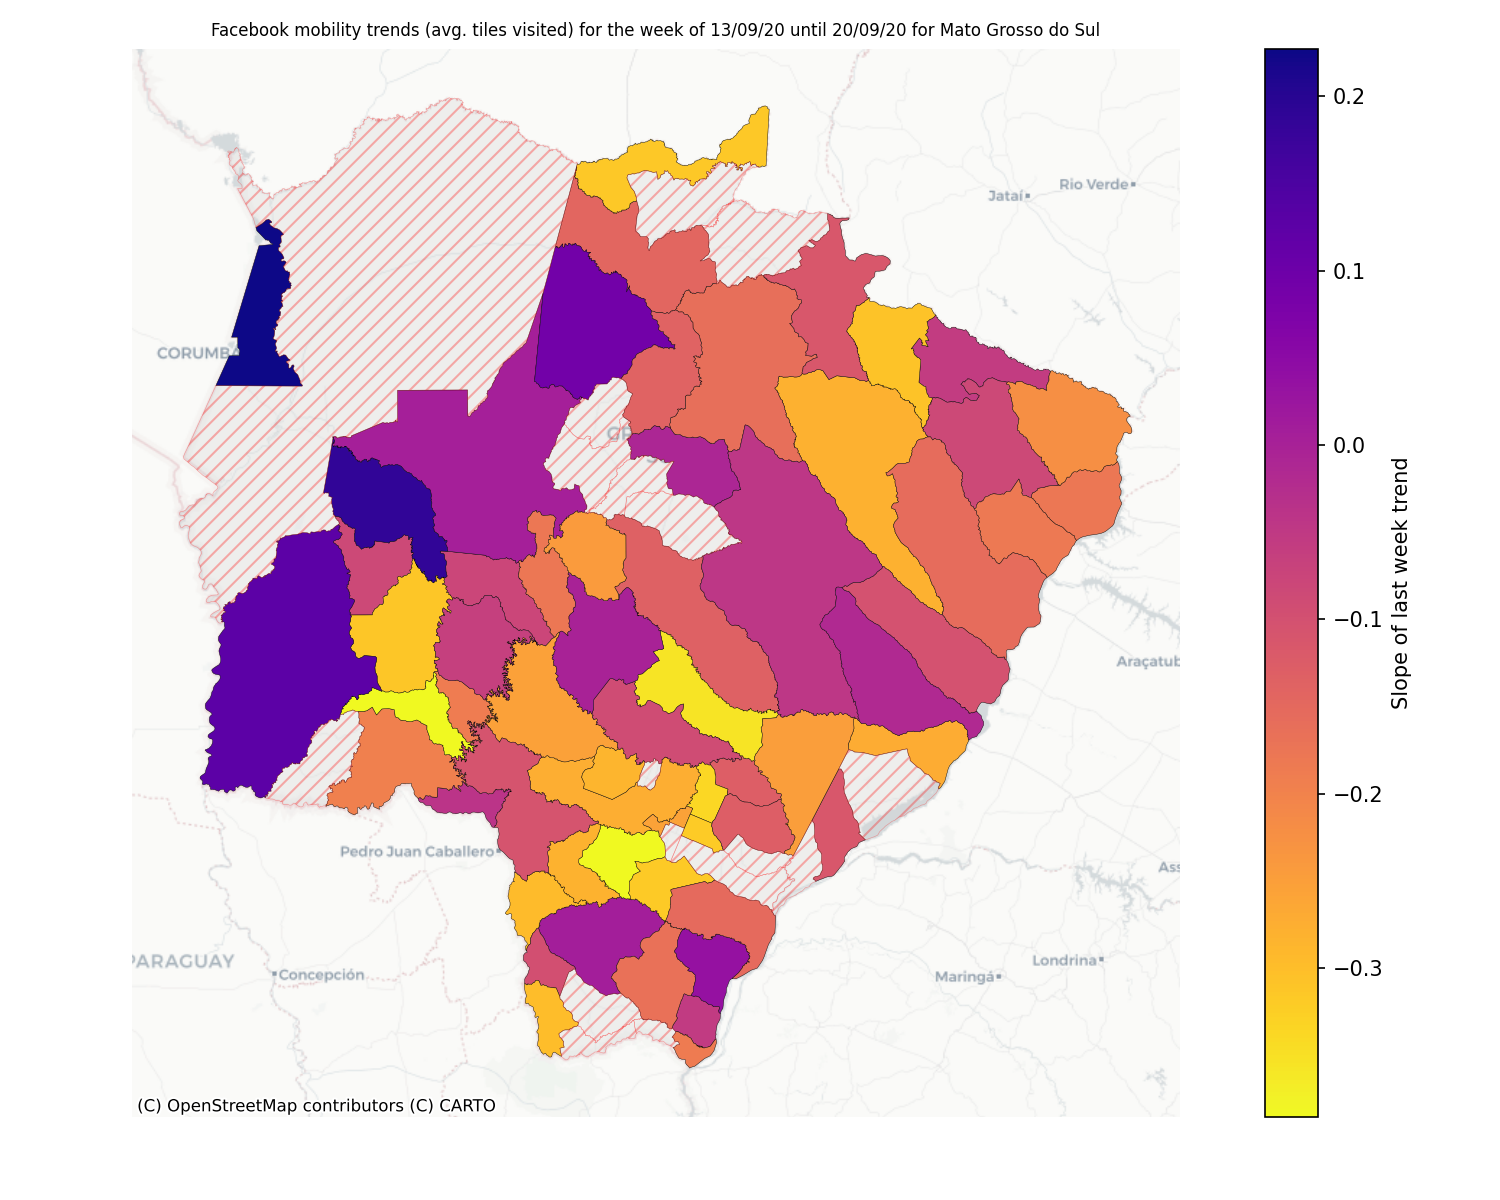 Facebook mobility trends (avg. tiles visited) for the week of 13/09/20 until 20/09/20 for Mato Grosso do Sul
0.2
0.1
0.0
−0.1
−0.2
−0.3
Slope of last week trend
Jataí
Rio Verde
CORUMBÁ
Araçatub
Pedro Juan Caballero
Ass
PARAGUAY
Concepción
Londrina
Maringá
(C) OpenStreetMap contributors (C) CARTO